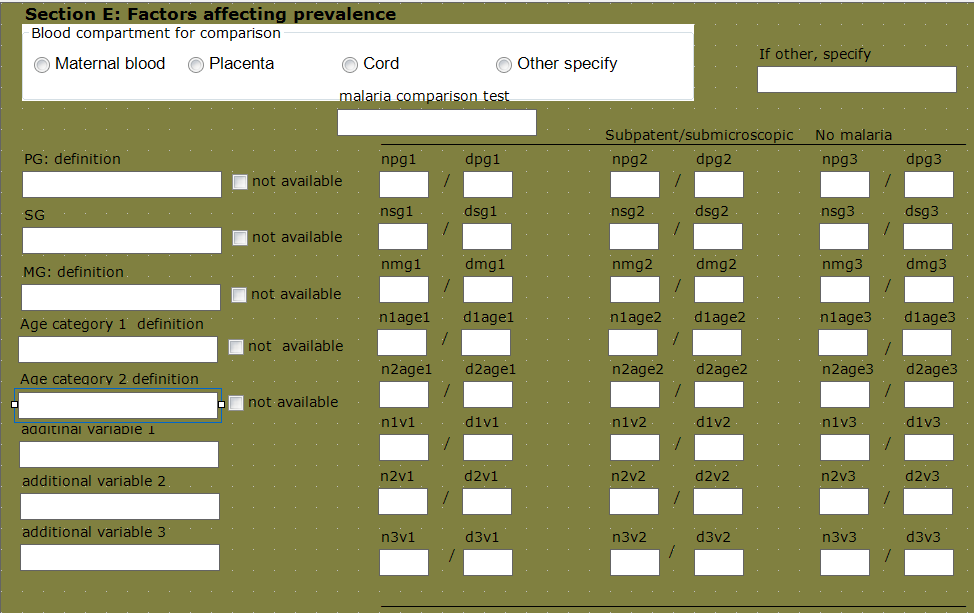 Section E: Factors affecting prevalence
Blood compartment for comparison
Maternal blood Placenta Cord Other specify
If other, specify
malaria comparison test
Subpatent/submicroscopic No malaria
PG: definition npg1 dpg1 npg2 dpg2 npg3 dpg3
not available / / /
SG nsg1 dsg1 nsg2 dsg2 nsg3 dsg3
not available / / /
MG: definition nmg1 dmg1 nmg2 dmg2 nmg3 dmg3
not available / / /
Age category 1 definition n1age1 d1age1 n1age2 d1age2 n1age3 d1age3
not available / / /
Age category 2 definition n2age1 d2age1 n2age2 d2age2 n2age3 d2age3
not available / / /
additinal variable 1 n1v1 d1v1 n1v2 d1v2 n1v3 d1v3
/ / /
additional variable 2 n2v1 d2v1 n2v2 d2v2 n2v3 d2v3
/ / /
additional variable 3 n3v1 d3v1 n3v2 d3v2 n3v3 d3v3
/ / /